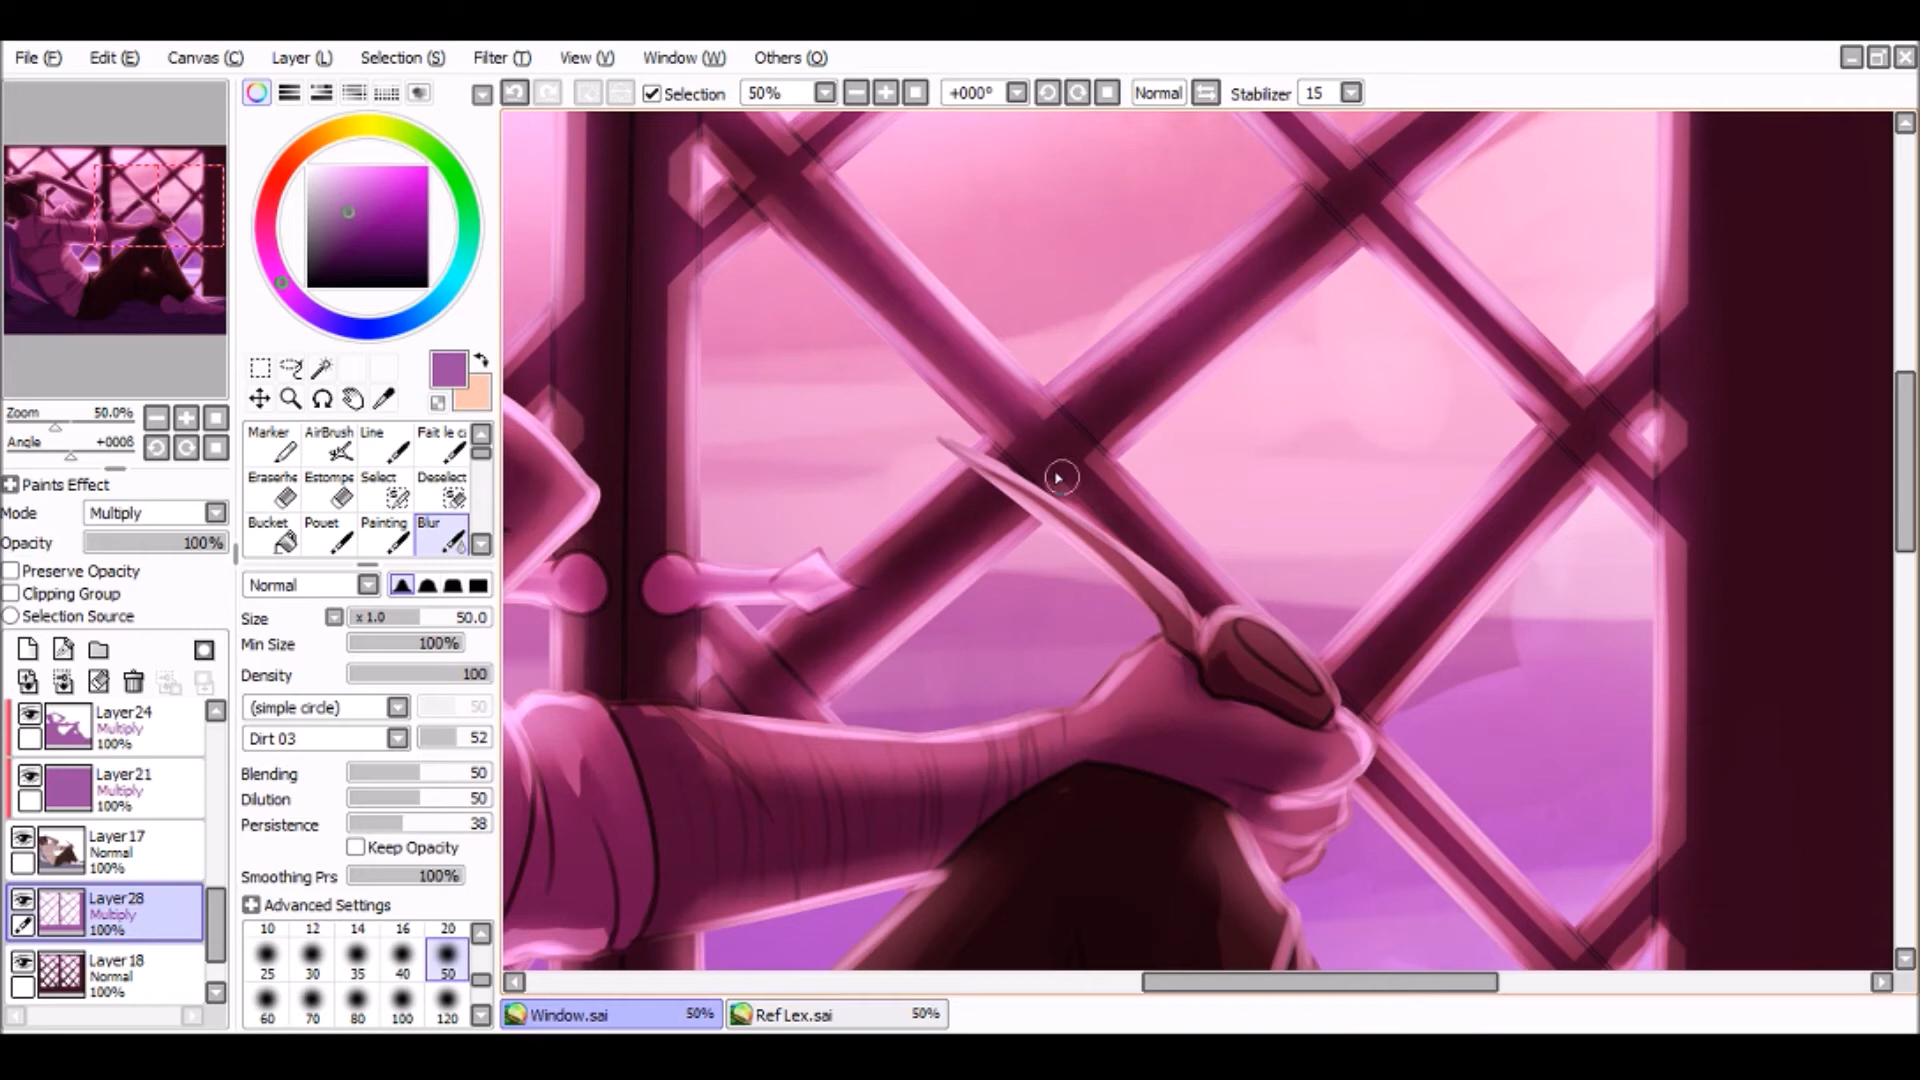 File (F) Edit (E) Canvas (C) Layer (L) Selection (S) Filter (T) View (V) Window (W) Others (O)
Selection 50% +000° Normal Stabilizer 15
Zoom 50.0%
Angle +000ß
Paints Effect
Mode Multiply
Opacity 100%
Preserve Opacity
Clipping Group
Selection Source
Layer24
Multiply
100%
Layer21
Multiply
100%
Layer17
Normal
100%
Layer28
Multiply
100%
Layer18
Normal
100%
Marker AirBrush Line Fait le ci
Eraserhe Estompe Select Deselect
Bucket Pouet Painting Blur
Normal
Size x 1.0 50.0
Min Size 100%
Density 100
(simple circle) 50
Dirt 03 52
Blending 50
Dilution 50
Persistence 38
Keep Opacity
Smoothing Prs 100%
Advanced Settings
10 12 14 16 20
25 30 35 40 50
60 70 80 100 120
Window.sai 50% Ref Lex.sai 50%